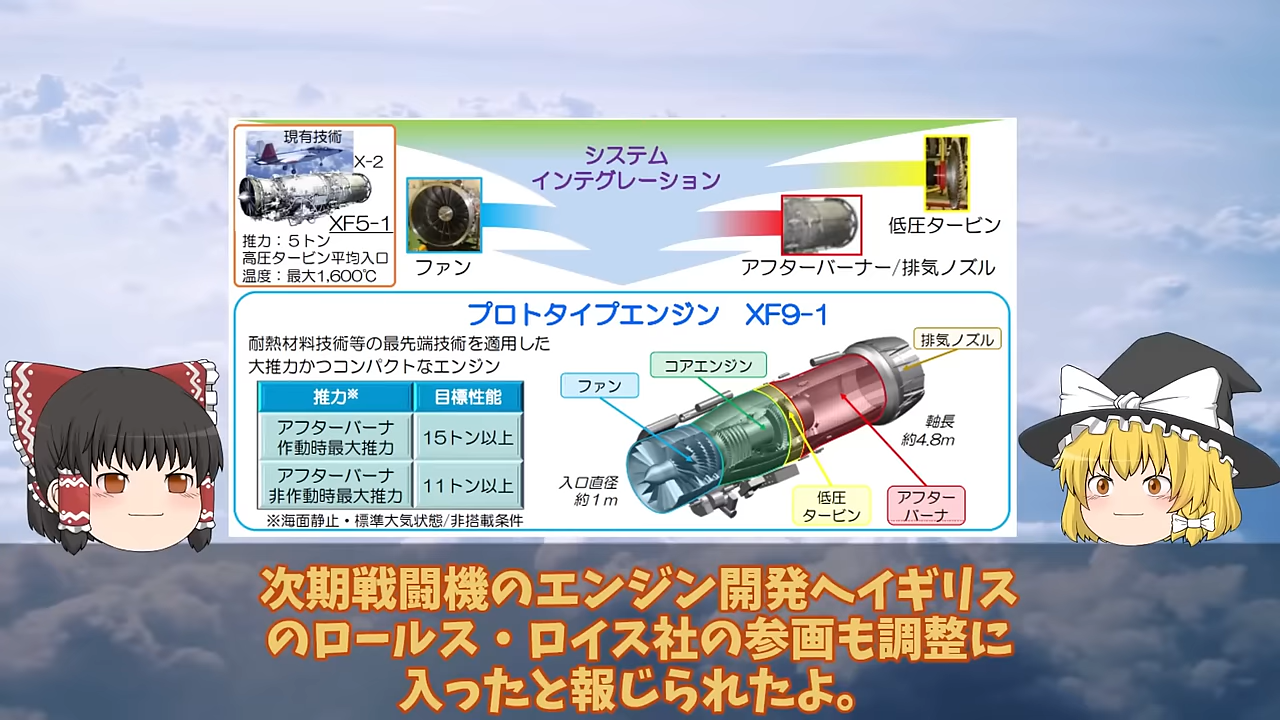 現有技術
X-2
XF5-1
推力：５トン
高圧タービン平均入口
温度：最大1,600℃
ファン
システム
インテグレーション
低圧タービン
アフターバーナー/排気ノズル
プロトタイプエンジン　XF9-1
耐熱材料技術等の最先端技術を適用した
大推力かつコンパクトなエンジン
推力※
目標性能
アフターバーナ
作動時最大推力
15トン以上
アフターバーナ
非作動時最大推力
11トン以上
※海面静止・標準大気状態/非搭載条件
ファン
コアエンジン
排気ノズル
軸長
約4.8m
入口直径
約１m
低圧
タービン
アフター
バーナ
次期戦闘機のエンジン開発へイギリス
のロールス・ロイス社の参画も調整に
入ったと報じられたよ。